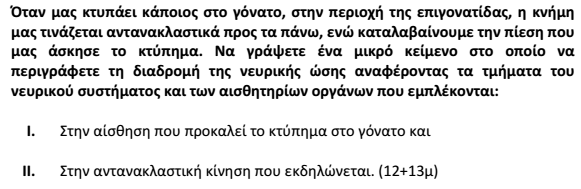 Όταν μας κτυπάει κάποιος στο γόνατο, στην περιοχή της επιγονατίδας, η κνήμη
μας τινάζεται αντανακλαστικά προς τα πάνω, ενώ καταλαβαίνουμε την πίεση που
μας άσκησε το κτύπημα. Να γράψετε ένα μικρό κείμενο στο οποίο να
περιγράφετε τη διαδρομή της νευρικής ώσης αναφέροντας τα τμήματα του
νευρικού συστήματος και των αισθητηρίων οργάνων που εμπλέκονται:
I. Στην αίσθηση που προκαλεί το κτύπημα στο γόνατο και
II. Στην αντανακλαστική κίνηση που εκδηλώνεται. (12+13μ)